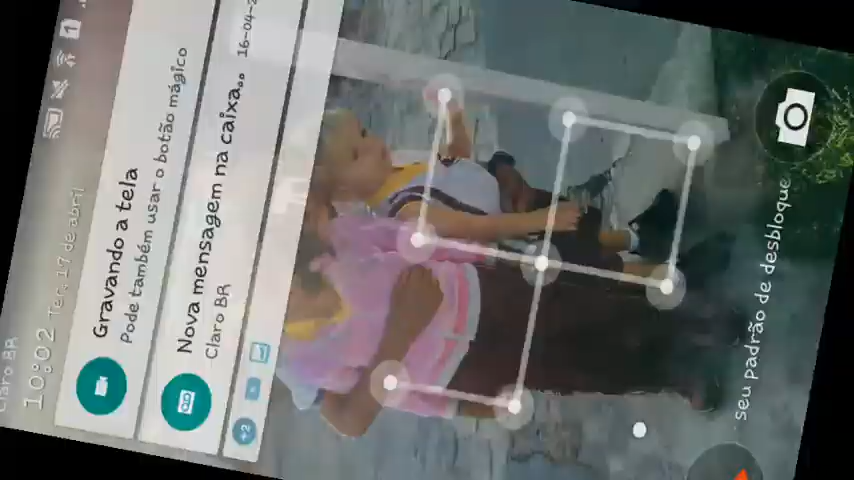 Claro BR
10:02 Ter. 17 de abril
Gravando a tela
Pode também usar o botão mágico
Nova mensagem na caixa... 16-04-2
Claro BR
+2
seu padrão de desbloque